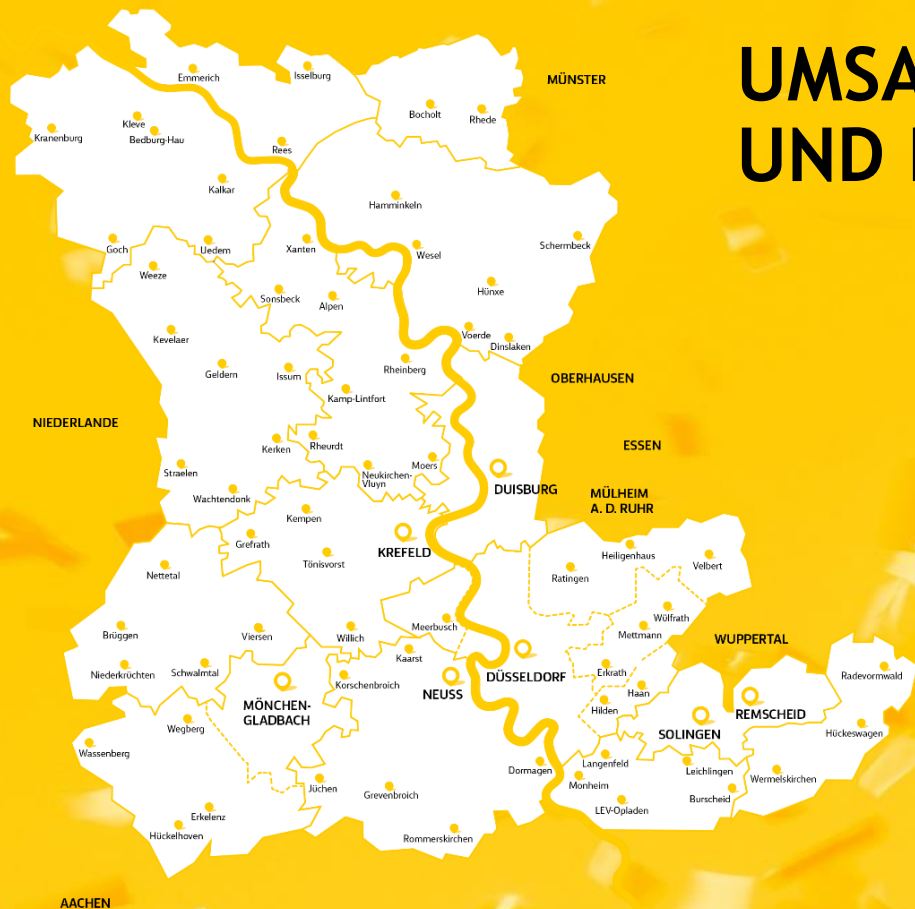 UMSA
UND
MÜNSTER
Emmerich
Isselburg
Bocholt
Rhede
Kranenburg
Kleve
Bedburg-Hau
Rees
Kalkar
Hamminkeln
Goch
Uedem
Xanten
Wesel
Schermbeck
Weeze
Sonsbeck
Alpen
Hünxe
Kevelaer
Voerde
Dinslaken
Geldern
Issum
Rheinberg
OBERHAUSEN
Kamp-Lintfort
NIEDERLANDE
Kerken
Rheurdt
ESSEN
Straelen
Neukirchen-
Vluyn
Moers
Wachtendonk
DUISBURG
MÜLHEIM
A. D. RUHR
Kempen
Grefrath
KREFELD
Tönisvorst
Nettetal
Ratingen
Heiligenhaus
Velbert
Brüggen
Viersen
Willich
Meerbusch
Wülfrath
Mettmann
WUPPERTAL
Niederkrüchten
Schwalmtal
Kaarst
Korschenbroich
NEUSS
DÜSSELDORF
Erkrath
Haan
Radevormwald
MÖNCHEN-
GLADBACH
Hilden
REMSCHEID
Wegberg
SOLINGEN
Hückeswagen
Wassenberg
Dormagen
Langenfeld
Leichlingen
Wermelskirchen
Jüchen
Grevenbroich
Monheim
Burscheid
Erkelenz
LEV-Opladen
Hückelhoven
Rommerskirchen
AACHEN